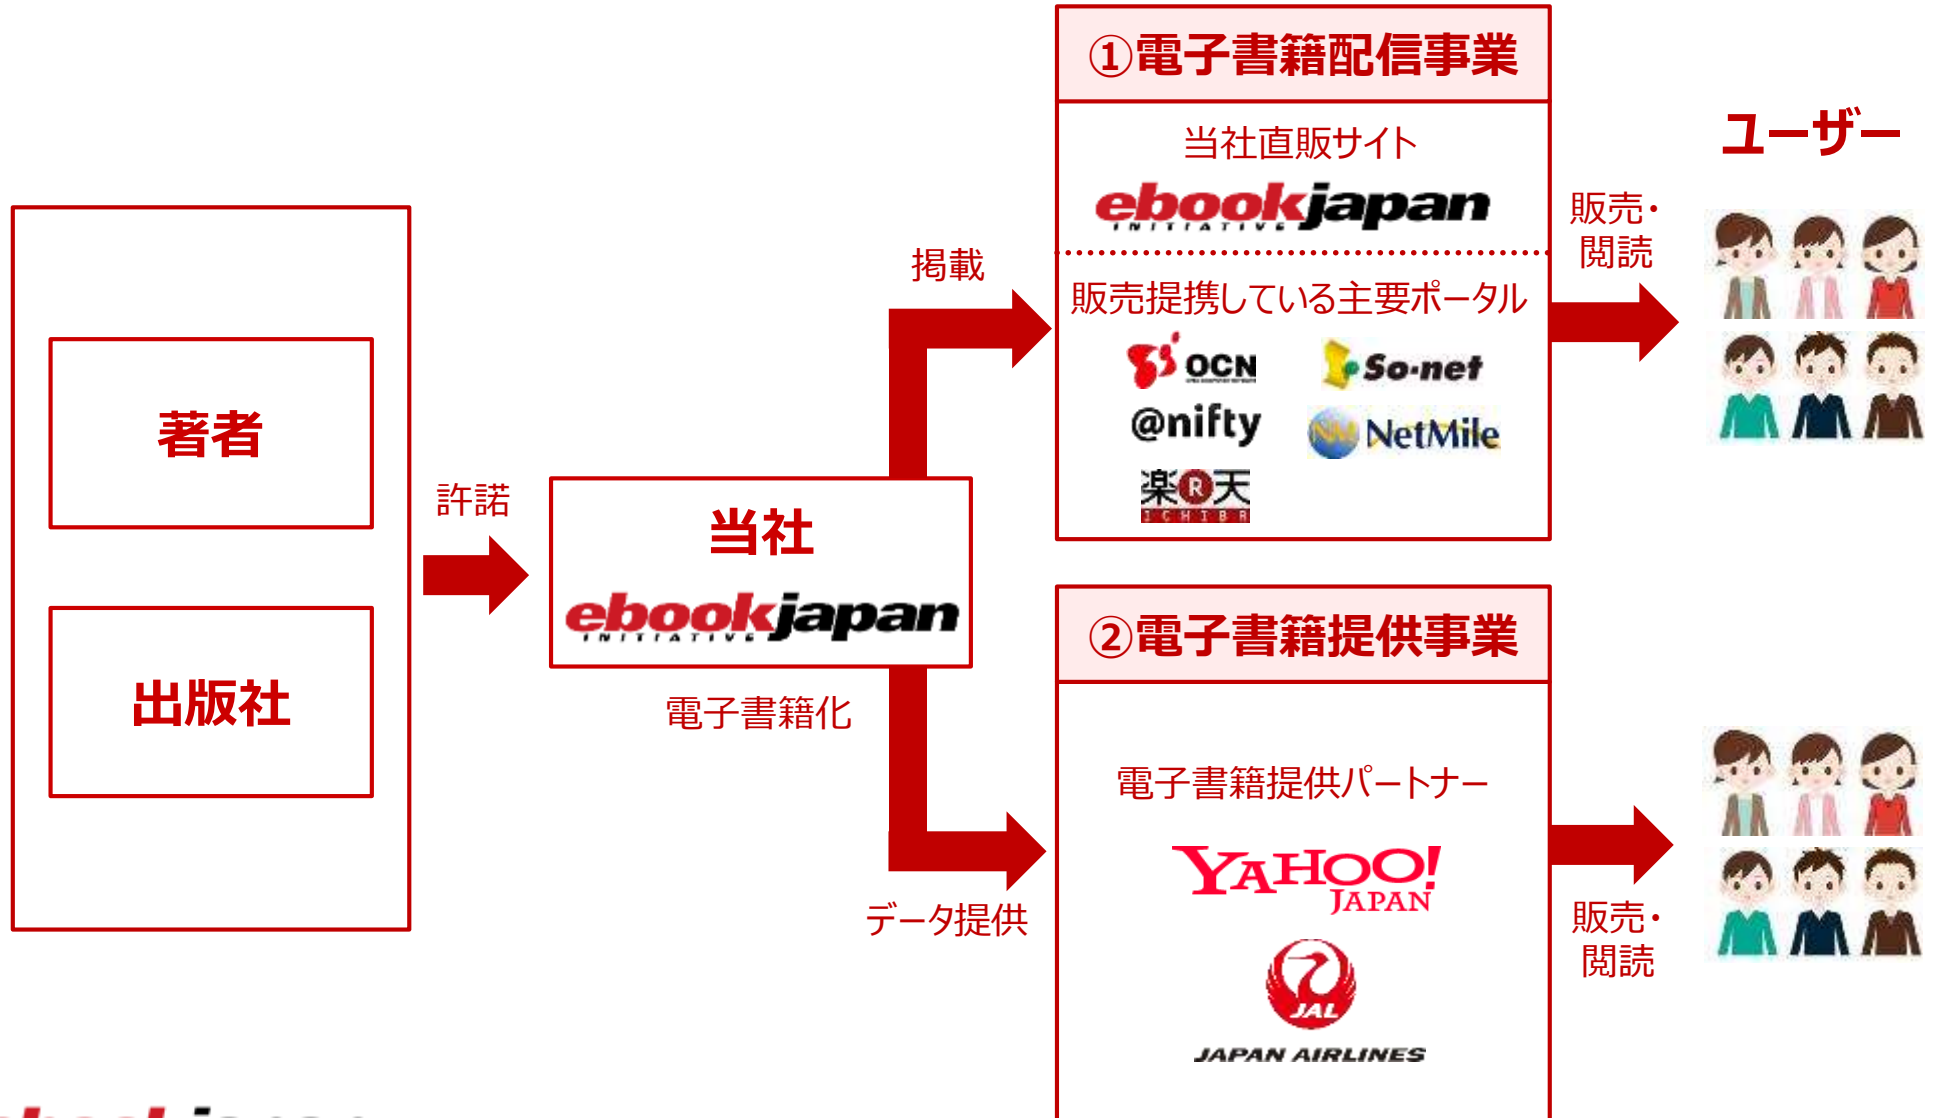 ①電子書籍配信事業
当社直販サイト
ebookjapan
INITIATIVE
販売提携している主要ポータル
OCN
So-net
@nifty
NetMile
楽R天
ICHIBA
ユーザー
販売・
閲読
掲載
著者
出版社
許諾
当社
ebookjapan
INITIATIVE
電子書籍化
データ提供
②電子書籍提供事業
電子書籍提供パートナー
YAHOO!
JAPAN
JAL
JAPAN AIRLINES
販売・
閲読